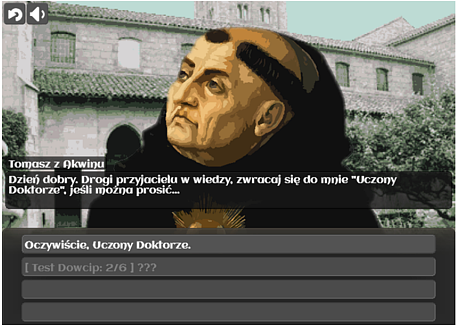 Tomasz z Akwinu
Dzień dobry. Drogi przyjacielu w wiedzy, zwracaj się do mnie "Uczony
Doktorze", jeśli można prosić...
Oczywiście, Uczony Doktorze.
[ Test Dowcip: 2/6 ] ???